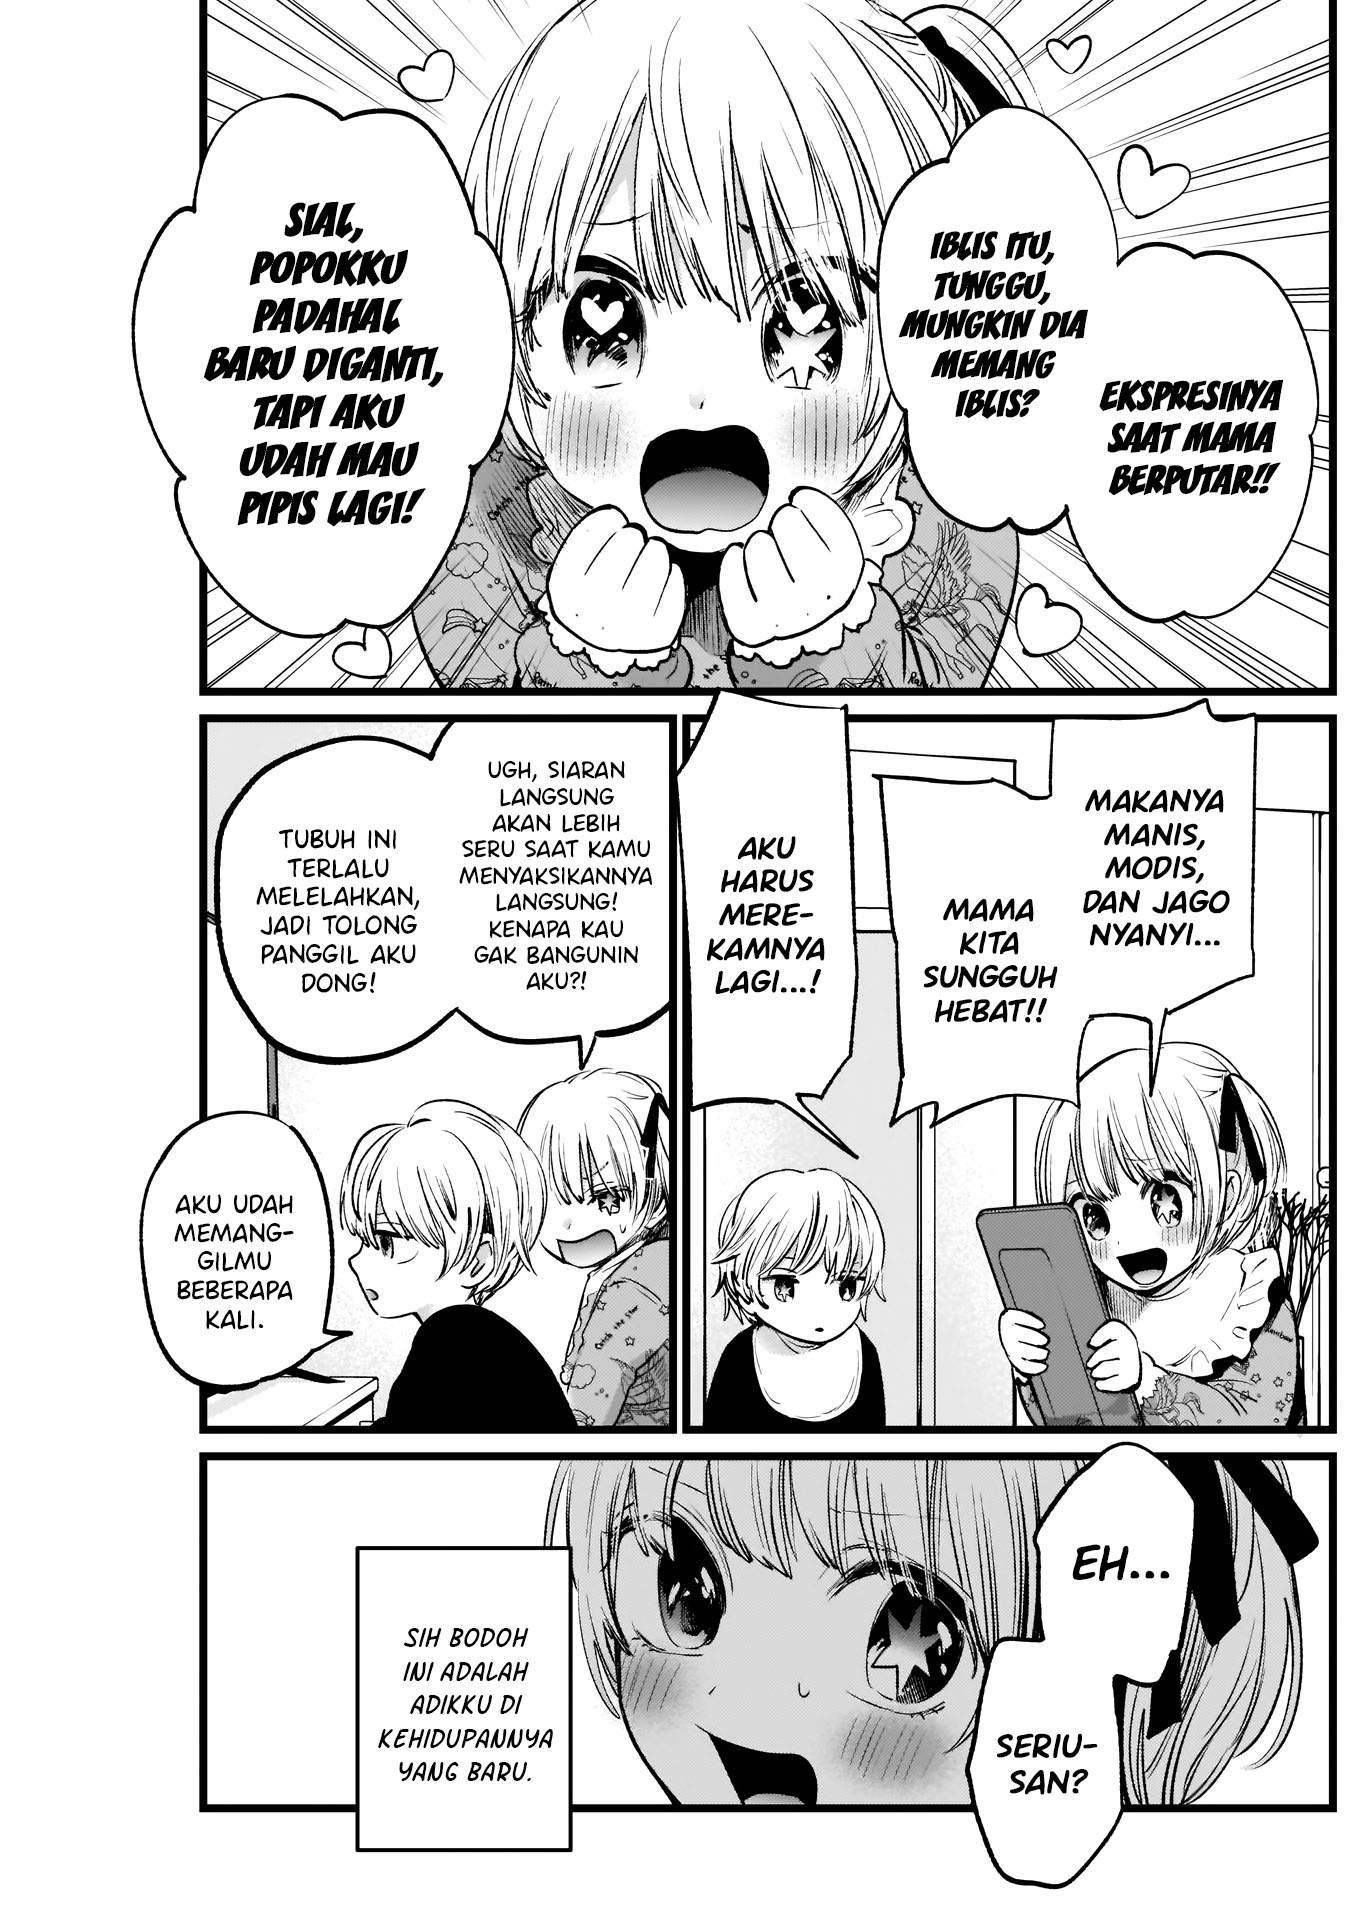 EKSPRESINYA
SAAT MAMA
BERPUTAR!!
IBLIS ITU,
TUNGGU,
MUNGKIN DIA
MEMANG
IBLIS?
SIAL,
POPOKKU
PADAHAL
BARU DIGANTI,
TAPI AKU
UDAH MAU
PIPIS LAGI!
MAKANYA
MANIS,
MODIS,
DAN JAGO
NYANYI...
MAMA
KITA
SUNGGUH
HEBAT!!
AKU
HARUS
MERE-
KAMNYA
LAGI...!
UGH, SIARAN
LANGSUNG
AKAN LEBIH
SERU SAAT KAMU
MENYAKSIKANNYA
LANGSUNG!
KENAPA KAU
GAK BANGUNIN
AKU?!
TUBUH INI
TERLALU
MELELAHKAN,
JADI TOLONG
PANGGIL AKU
DONG!
AKU UDAH
MEMANG-
GILMU
BEBERAPA
KALI.
EH...
SERIU-
SAN?
SIH BODOH
INI ADALAH
ADIKKU DI
KEHIDUPANNYA
YANG BARU.